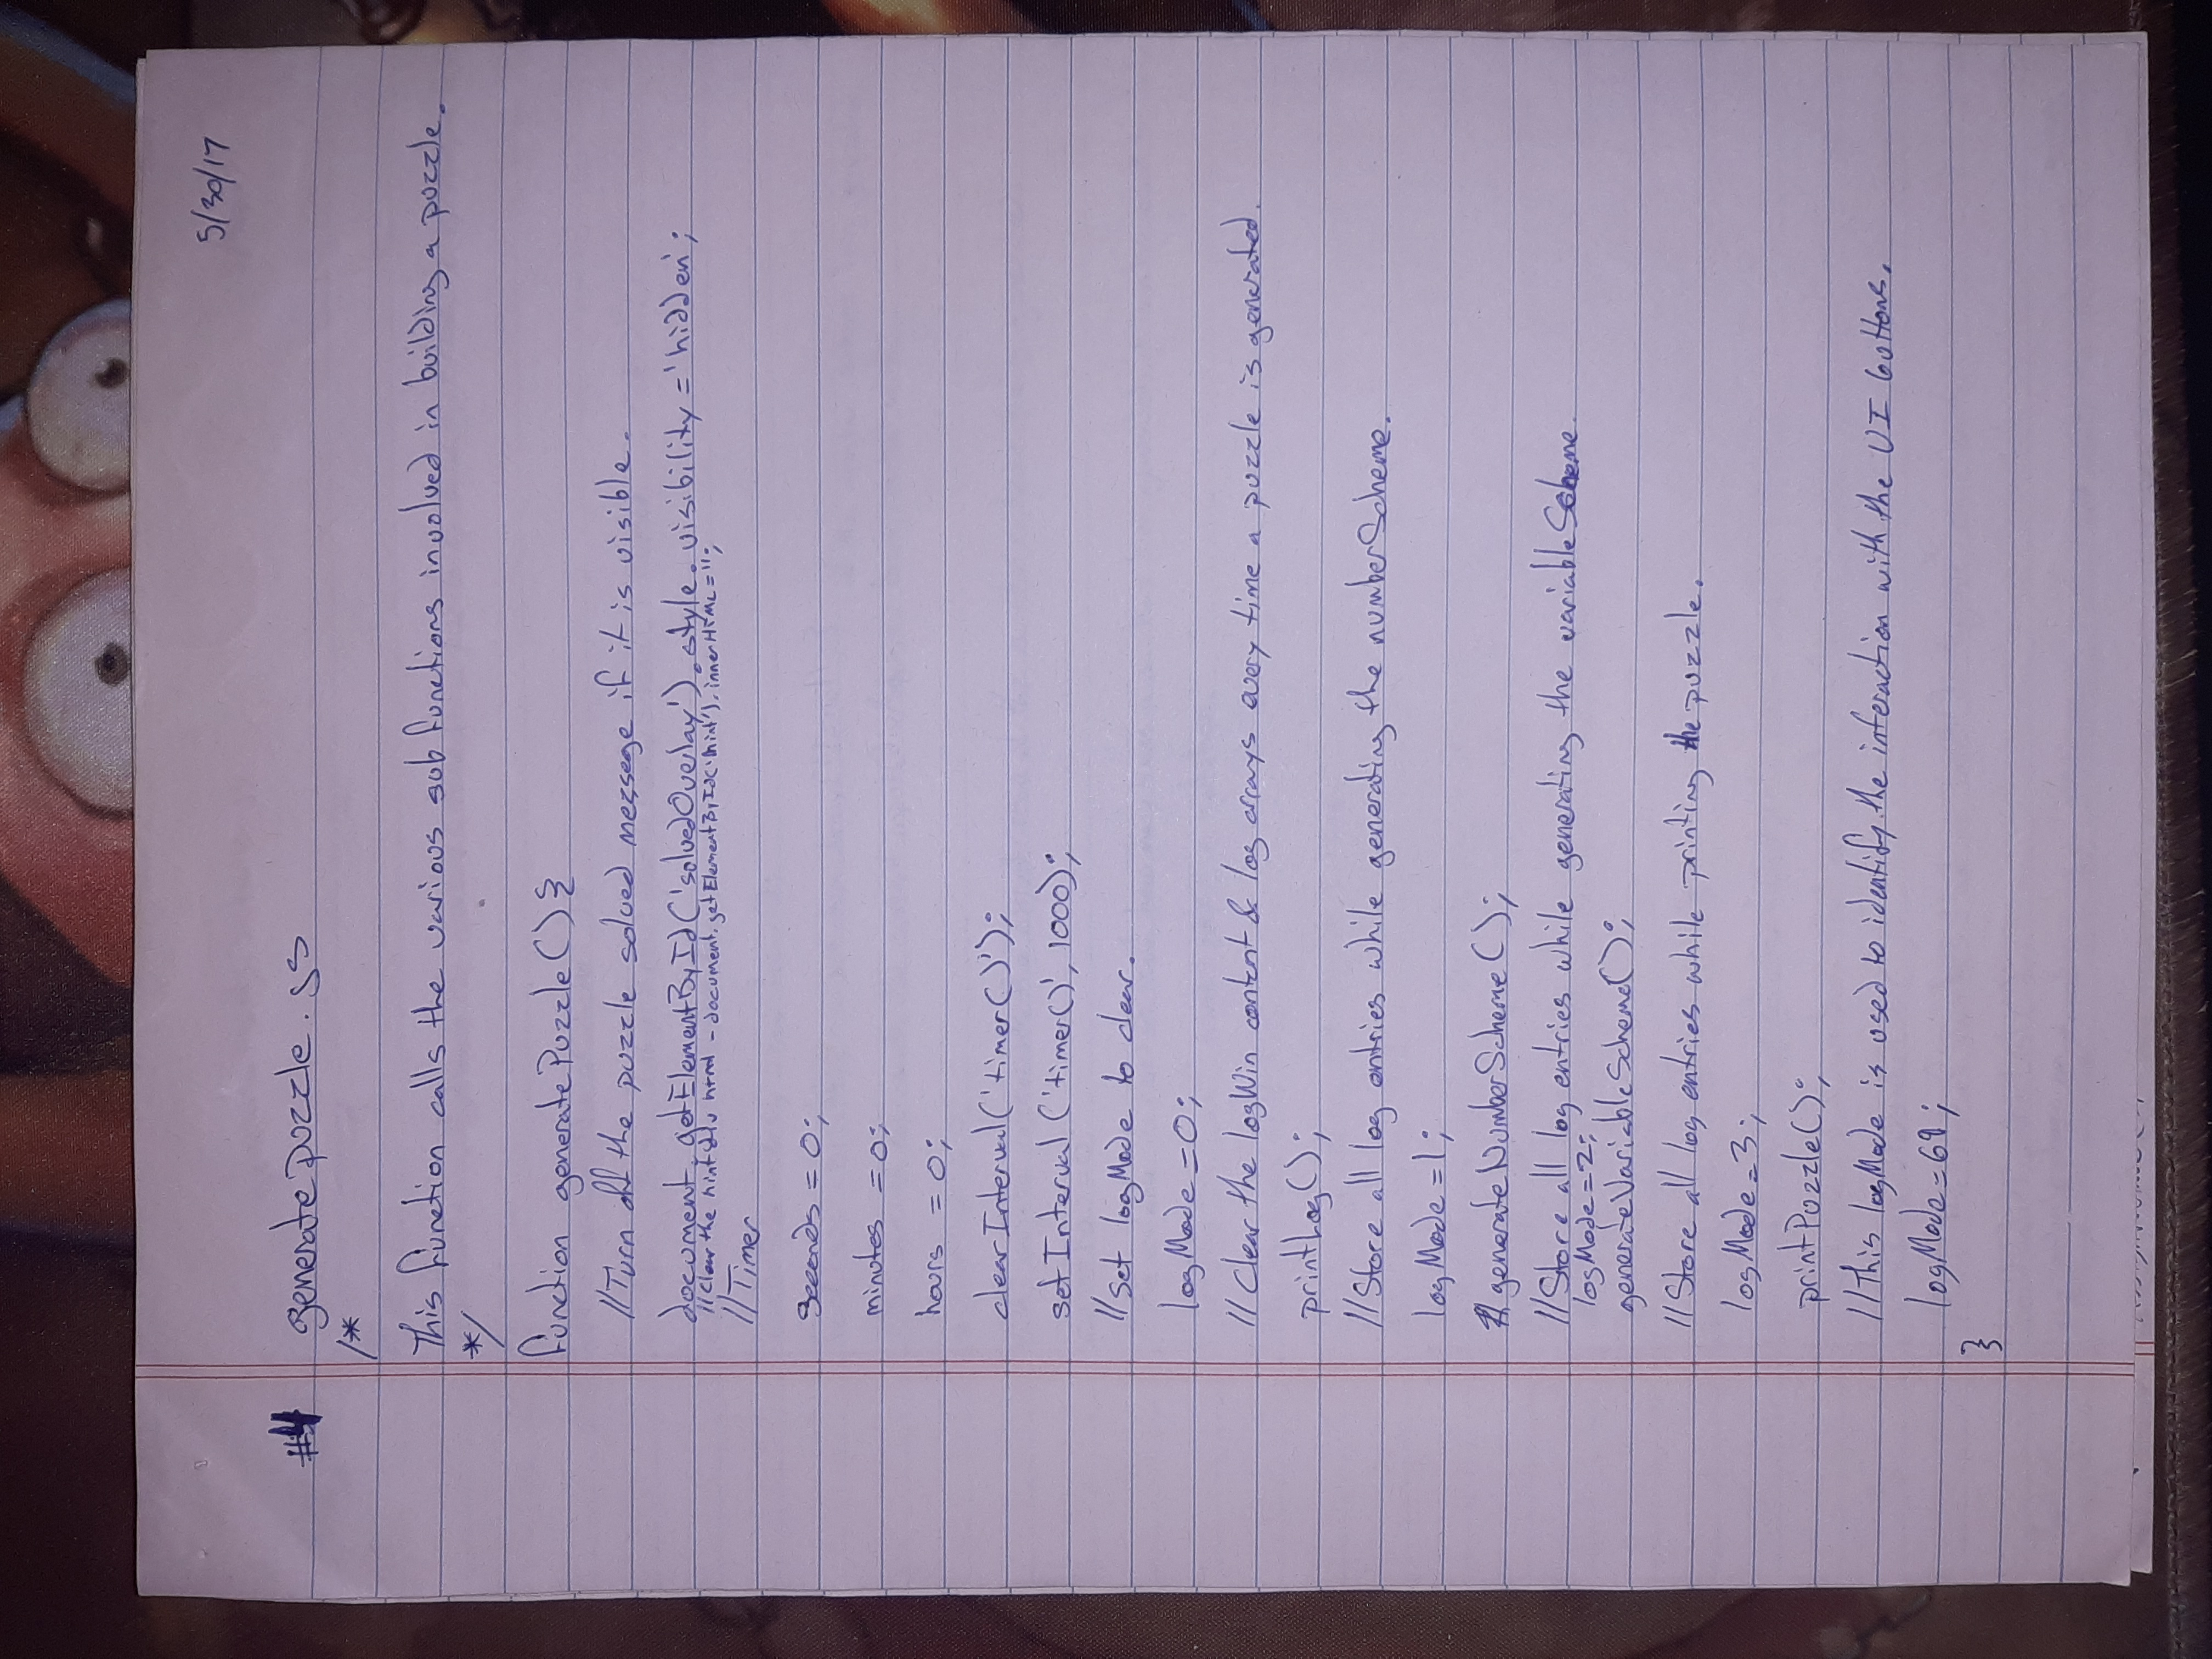 5/30/17
#4 generatePuzzle.js
/*
This function calls the various sub functions involved in building a puzzle.
*/
function generatePuzzle(){
//Turn off the puzzle solved message if it is visible.
document.getElementById('solvedOverlay').style.visibility='hidden';
//Clear the hint div html - document.getElementById('hint').innerHTML='';
//Timer
seconds = 0;
minutes = 0;
hours = 0;
clearInterval('timer()');
setInterval('timer()', 1000);
//Set logMode to clear.
logMode=0;
//Clear the logWin content & log arrays every time a puzzle is generated.
printLog();
//Store all log entries while generating the numberScheme.
logMode=1;
generateNumberScheme();
//Store all log entries while generating the variableScheme.
logMode=2;
generateVariableScheme();
//Store all log entries while printing the puzzle.
logMode=3;
printPuzzle();
//This logMode is used to identify the interaction with the UI buttons.
logMode=69;
}